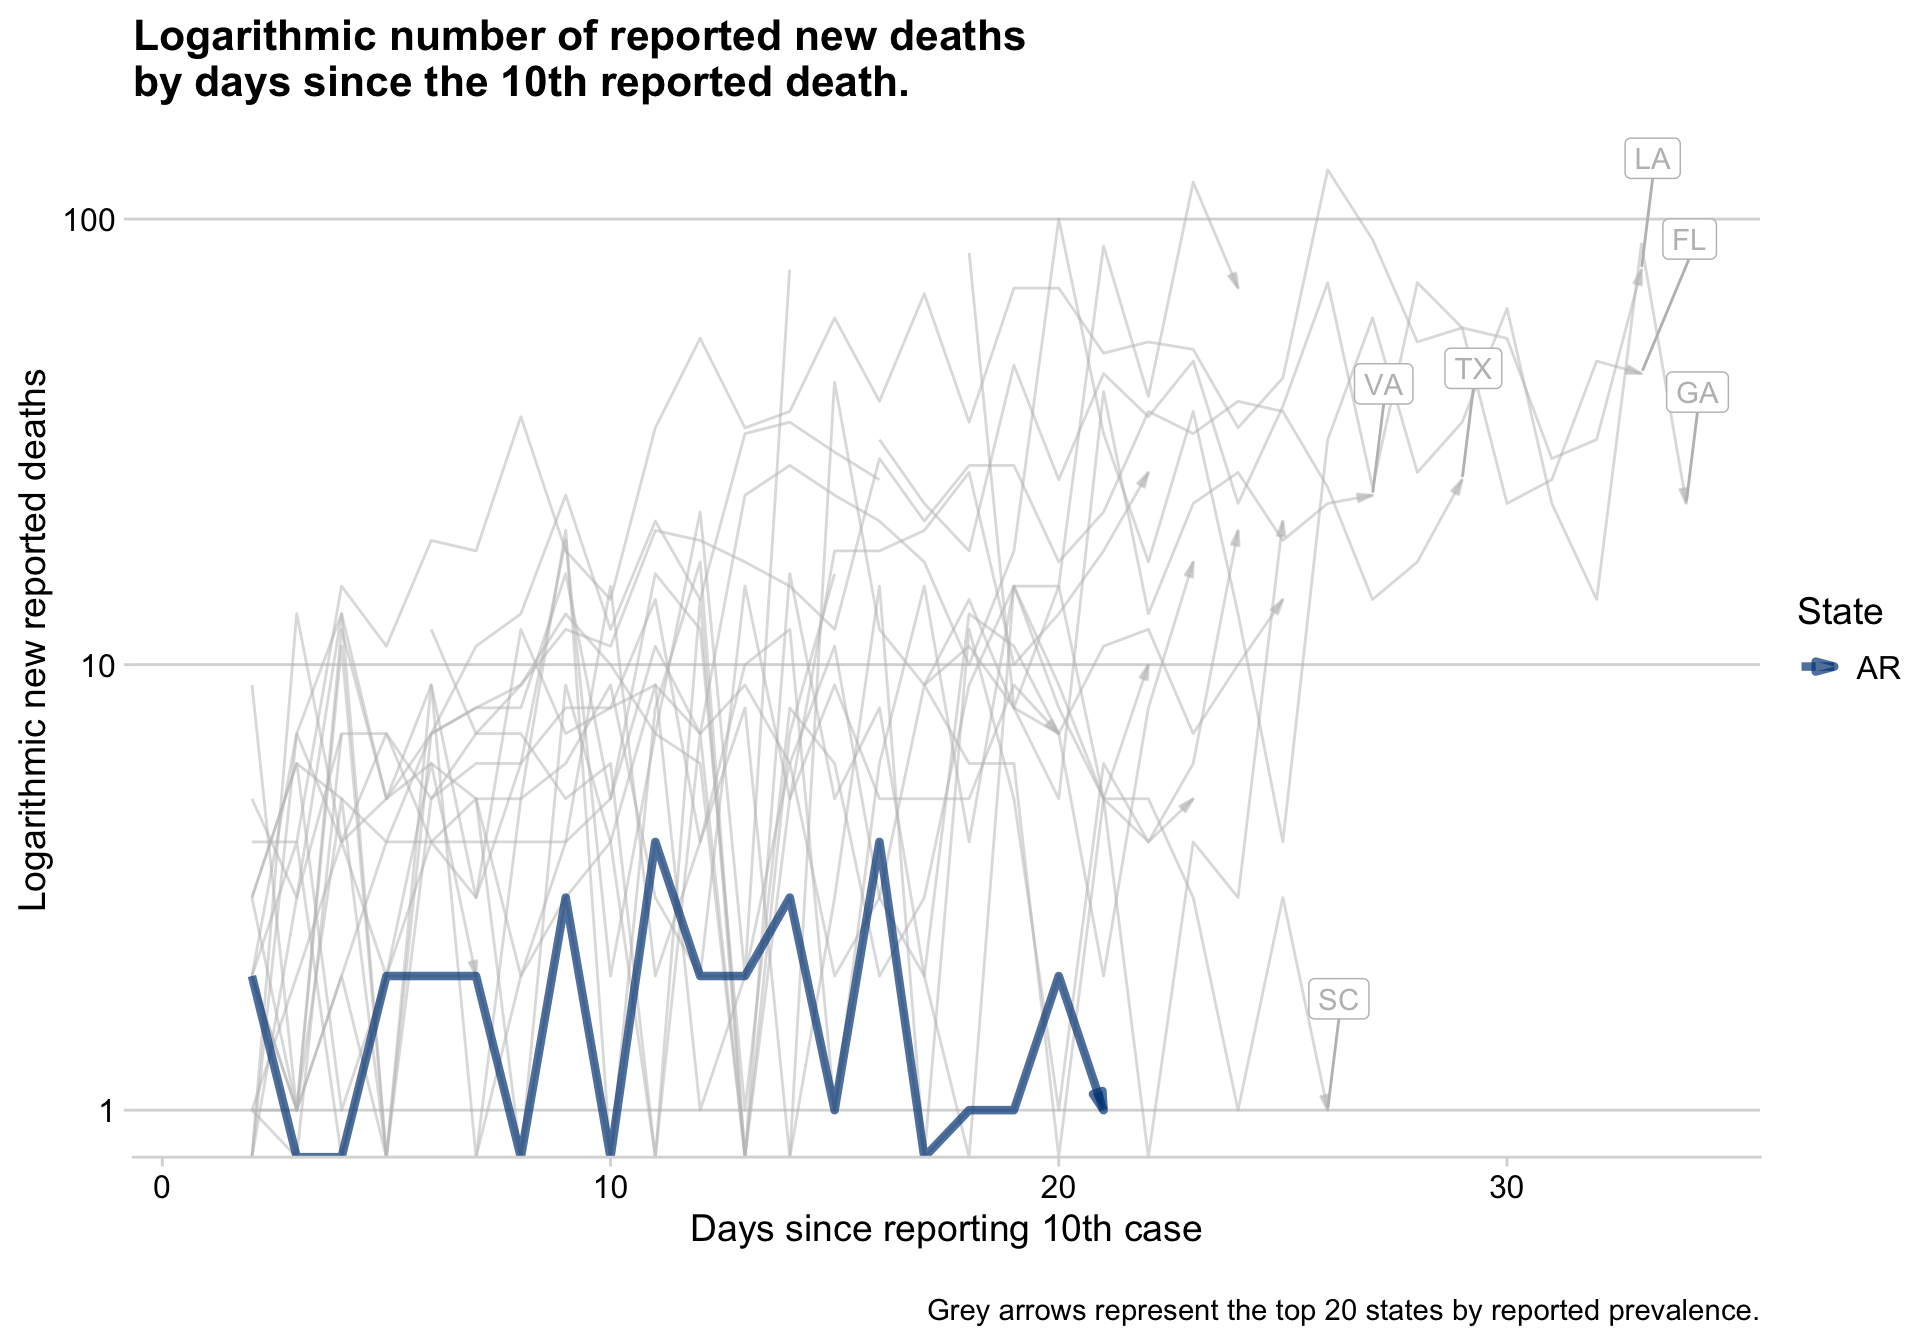 Logarithmic number of reported new deaths
by days since the 10th reported death.
LA
FL
100
VA
TX
GA
Logarithmic new reported deaths
State
AR
10
SC
1
0
10
20
30
Days since reporting 10th case
Grey arrows represent the top 20 states by reported prevalence.